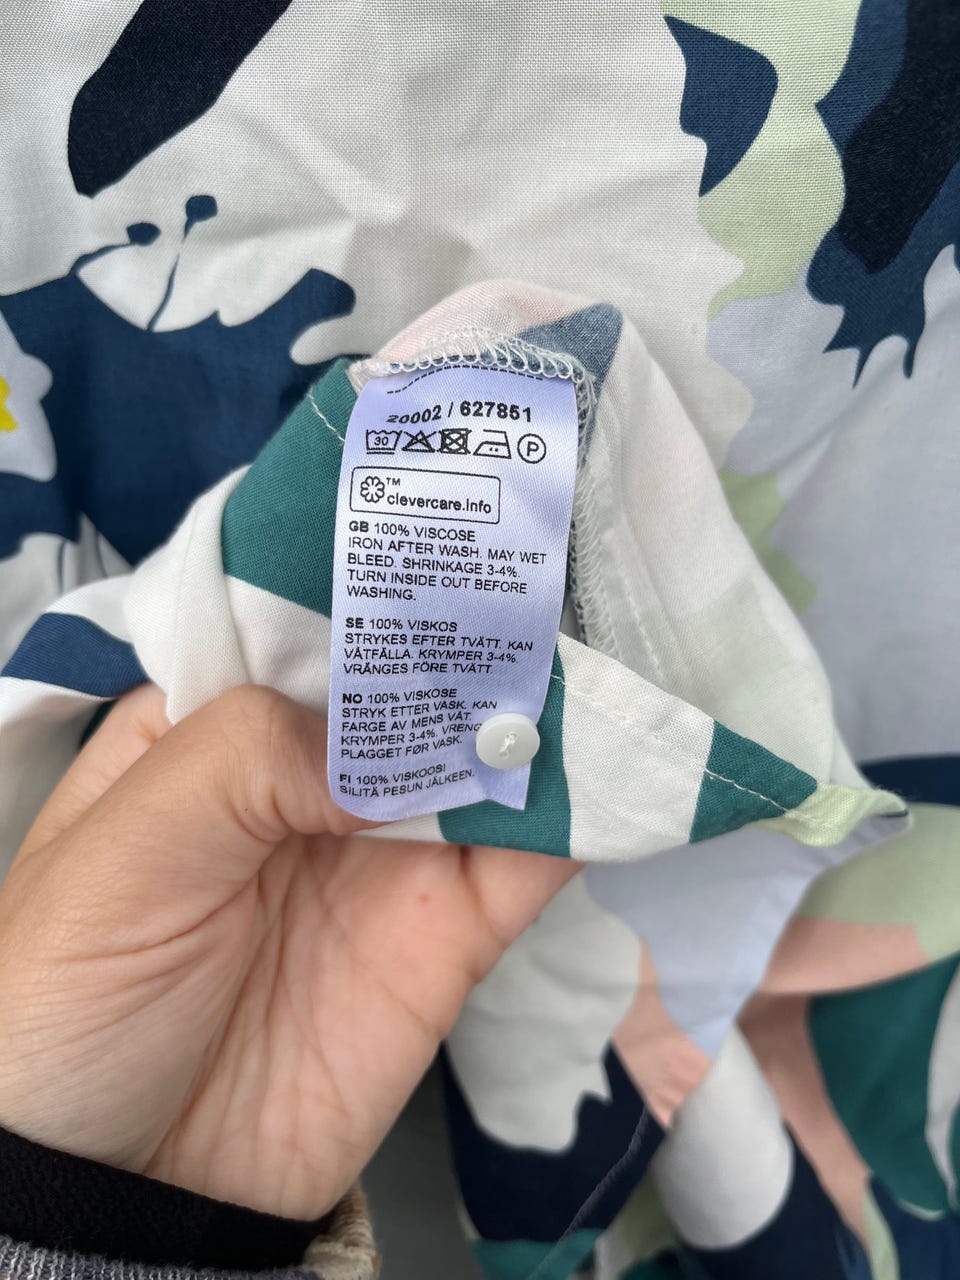 20002 / 627851
30 P
™
clevercare.info
GB 100% VISCOSE
IRON AFTER WASH. MAY WET
BLEED. SHRINKAGE 3-4%.
TURN INSIDE OUT BEFORE
WASHING.
SE 100% VISKOS
STRYKES EFTER TVÄTT. KAN
VÅTFÄLLA. KRYMPER 3-4%.
VRÄNGES FÖRE TVÄTT.
NO 100% VISKOSE
STRYK ETTER VASK. KAN
FARGE AV MENS VÅT.
KRYMPER 3-4%. VRENG
PLAGGET FØR VASK.
FI 100% VISKOOSI
SILITÄ PESUN JÄLKEEN.